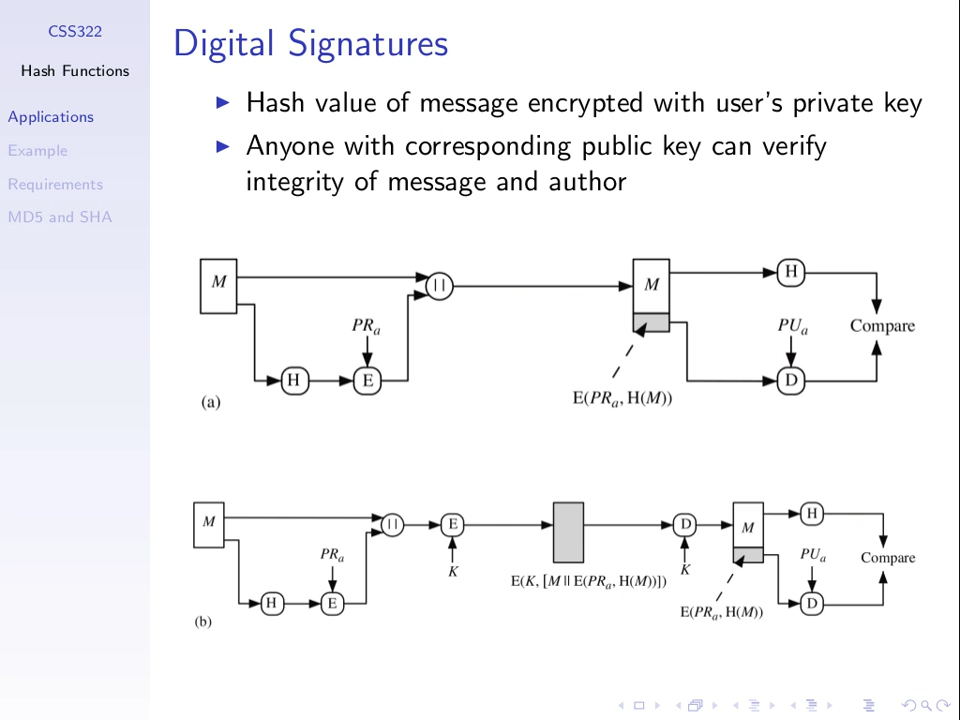 CSS322
Hash Functions
Applications
Example
Requirements
MD5 and SHA
Digital Signatures
Hash value of message encrypted with user's private key
Anyone with corresponding public key can verify
integrity of message and author
M
||
M
H
PRa
PUa
Compare
H
E
D
E(PRa, H(M))
(a)
M
||
E
D
M
H
PRa
K
K
PUa
Compare
E(K, [M || E(PRa, H(M))])
H
E
D
E(PRa, H(M))
(b)